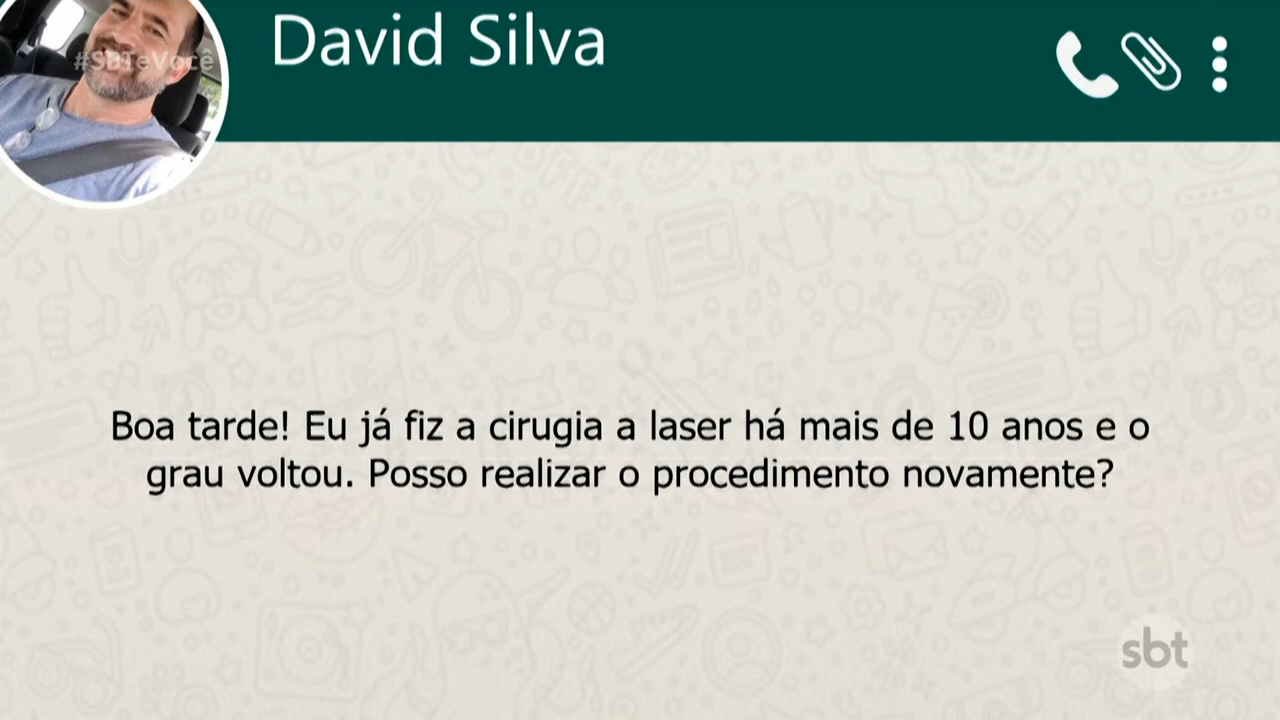 David Silva
#SBTeVocê
Boa tarde! Eu já fiz a cirugia a laser há mais de 10 anos e o
grau voltou. Posso realizar o procedimento novamente?
sbt